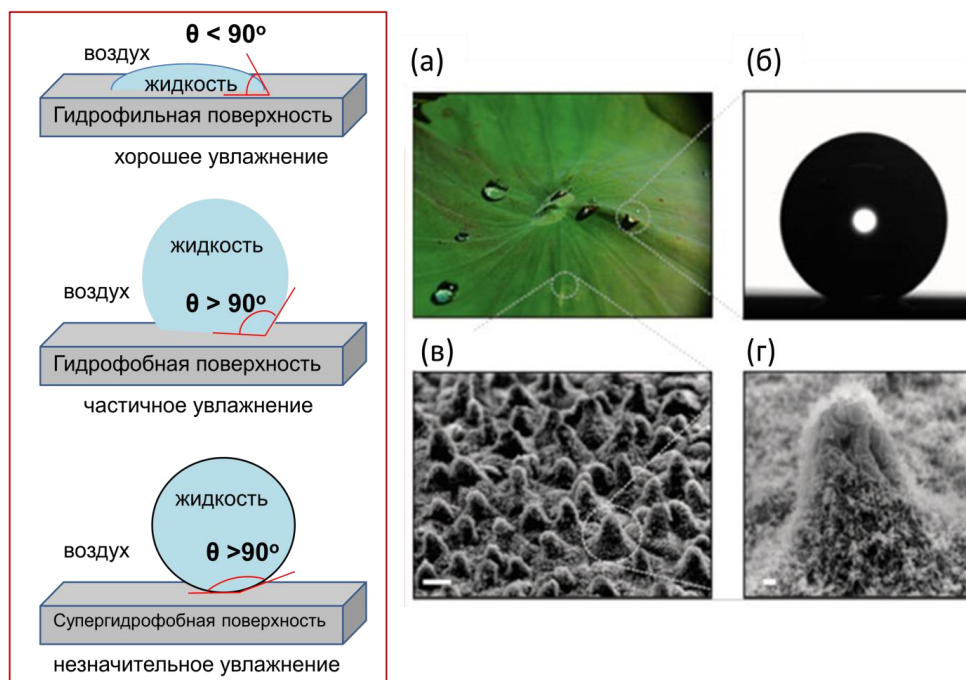 θ < 90º
воздух
жидкость
Гидрофильная поверхность
хорошее увлажнение
жидкость
воздух
θ > 90º
Гидрофобная поверхность
частичное увлажнение
жидкость
θ >90º
воздух
Супергидрофобная поверхность
незначительное увлажнение
(а)
(б)
(в)
(г)